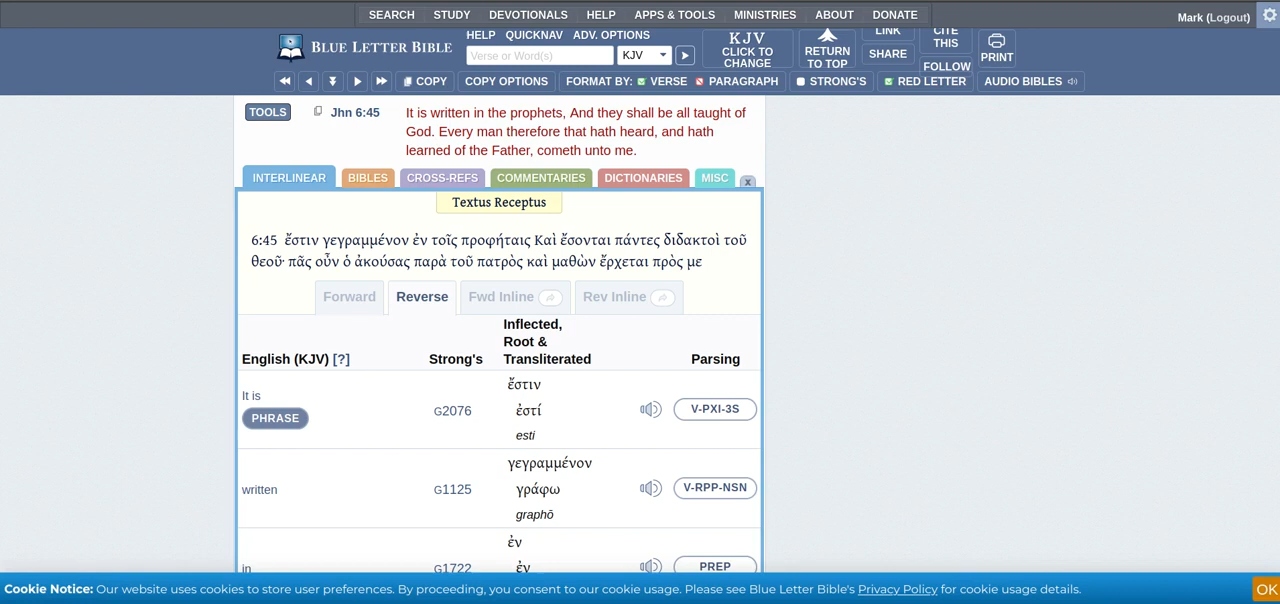 SEARCH STUDY DEVOTIONALS HELP APPS & TOOLS MINISTRIES ABOUT DONATE
Mark (Logout)
BLUE LETTER BIBLE
HELP QUICKNAV ADV. OPTIONS
Verse or Word(s)
KJV
KJV
CLICK TO
CHANGE
RETURN
TO TOP
LINK
SHARE
CITE
THIS
FOLLOW
PRINT
COPY COPY OPTIONS FORMAT BY: VERSE PARAGRAPH STRONG'S RED LETTER AUDIO BIBLES
TOOLS Jhn 6:45
It is written in the prophets, And they shall be all taught of
God. Every man therefore that hath heard, and hath
learned of the Father, cometh unto me.
INTERLINEAR BIBLES CROSS-REFS COMMENTARIES DICTIONARIES MISC x
Textus Receptus
6:45 ἔστιν γεγραμμένον ἐν τοῖς προφήταις Καὶ ἔσονται πάντες διδακτοὶ τοῦ
θεοῦ· πᾶς οὖν ὁ ἀκούσας παρὰ τοῦ πατρὸς καὶ μαθὼν ἔρχεται πρὸς με
Forward Reverse Fwd Inline Rev Inline
English (KJV) [?] Strong's
Inflected,
Root &
Transliterated
Parsing
It is
PHRASE
G2076
ἔστιν
ἐστί
esti
V-PXI-3S
written
G1125
γεγραμμένον
γράφω
graphō
V-RPP-NSN
in
G1722
ἐν
ἐν
PREP
Cookie Notice: Our website uses cookies to store user preferences. By proceeding, you consent to our cookie usage. Please see Blue Letter Bible's Privacy Policy for cookie usage details.
OK